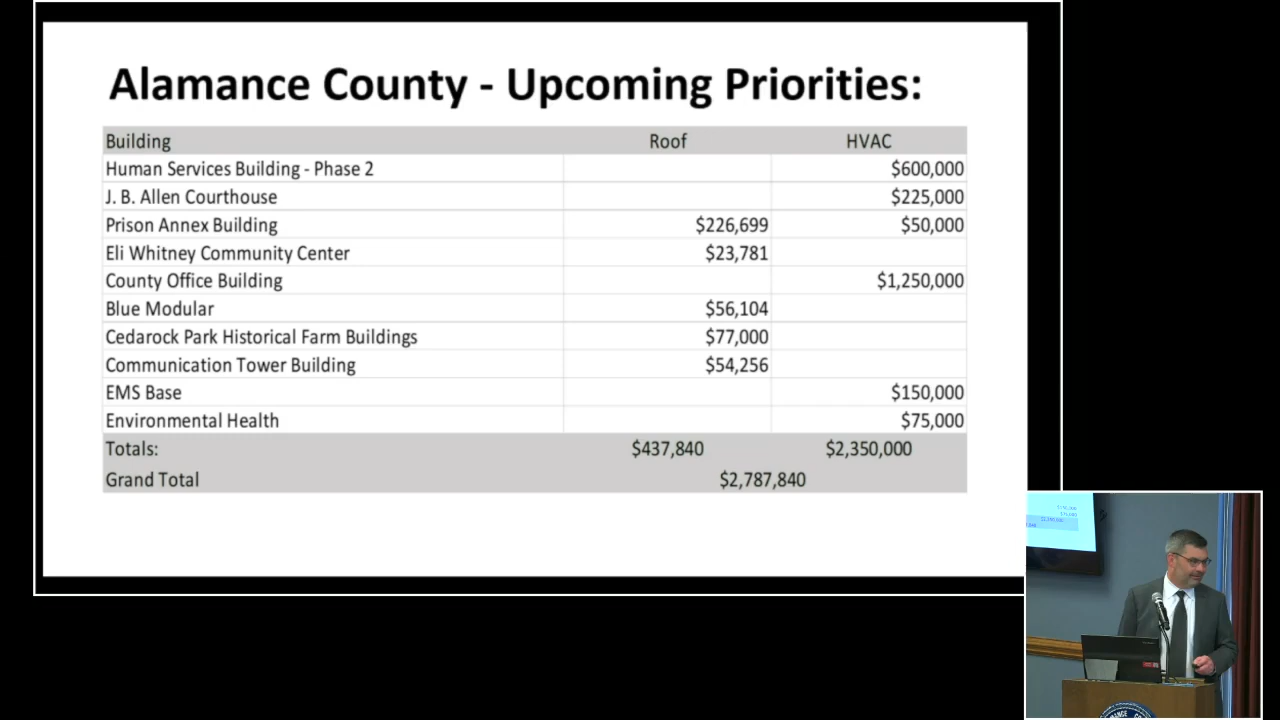 Alamance County - Upcoming Priorities:
Building Roof HVAC
Human Services Building - Phase 2 $600,000
J. B. Allen Courthouse $225,000
Prison Annex Building $226,699 $50,000
Eli Whitney Community Center $23,781
County Office Building $1,250,000
Blue Modular $56,104
Cedarock Park Historical Farm Buildings $77,000
Communication Tower Building $54,256
EMS Base $150,000
Environmental Health $75,000
Totals: $437,840 $2,350,000
Grand Total $2,787,840